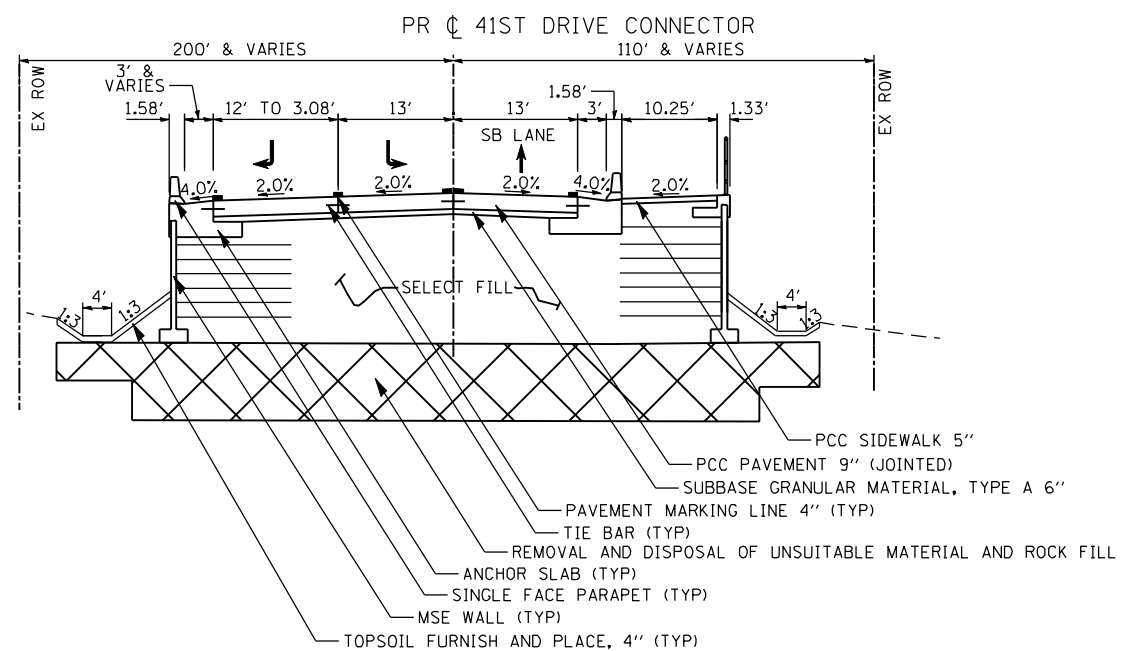 PR ℄ 41ST DRIVE CONNECTOR
200' & VARIES
110' & VARIES
EX ROW
EX ROW
3' &
VARIES
1.58'
1.58'
12' TO 3.08'
13'
13'
3'
10.25'
1.33'
SB LANE
4.0%
2.0%
2.0%
2.0%
4.0%
2.0%
SELECT FILL
1:3
4'
1:3
1:3
4'
1:3
PCC SIDEWALK 5"
PCC PAVEMENT 9" (JOINTED)
SUBBASE GRANULAR MATERIAL, TYPE A 6"
PAVEMENT MARKING LINE 4" (TYP)
TIE BAR (TYP)
REMOVAL AND DISPOSAL OF UNSUITABLE MATERIAL AND ROCK FILL
ANCHOR SLAB (TYP)
SINGLE FACE PARAPET (TYP)
MSE WALL (TYP)
TOPSOIL FURNISH AND PLACE, 4" (TYP)